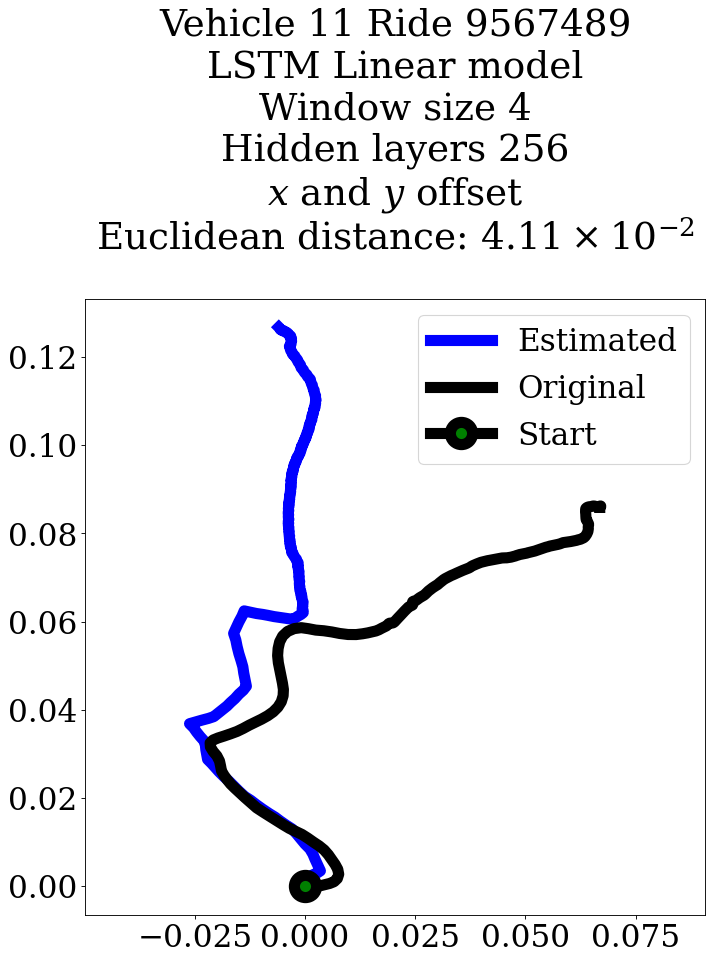 Vehicle 11 Ride 9567489
LSTM Linear model
Window size 4
Hidden layers 256
x and y offset
Euclidean distance: 4.11 × 10⁻²
Estimated
Original
Start
0.12
0.10
0.08
0.06
0.04
0.02
0.00
−0.025 0.000 0.025 0.050 0.075